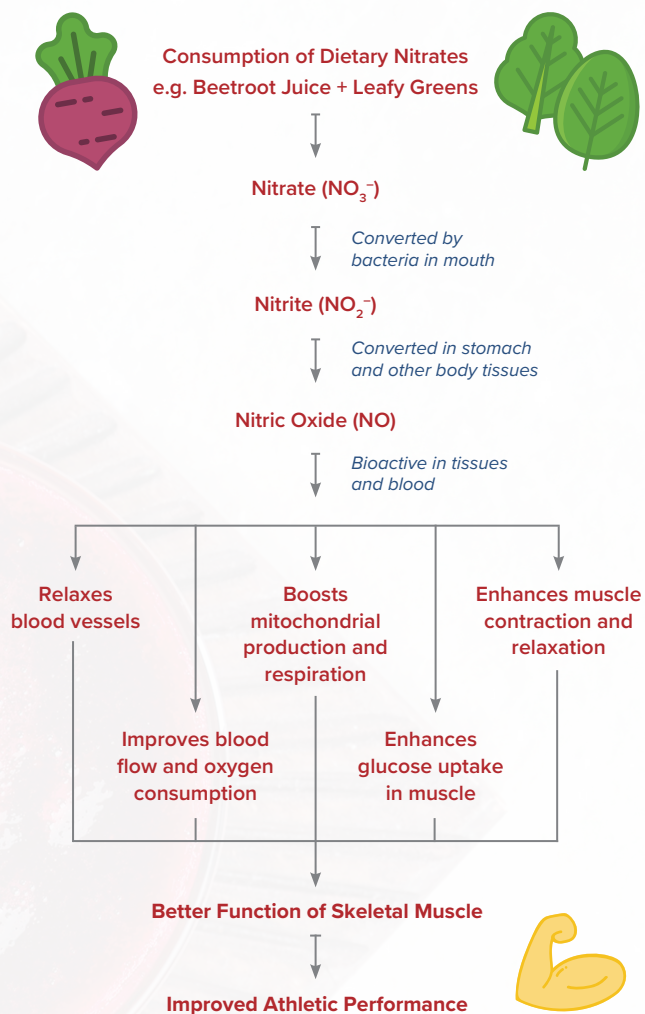 Consumption of Dietary Nitrates
e.g. Beetroot Juice + Leafy Greens
Nitrate (NO₃⁻)
Converted by
bacteria in mouth
Nitrite (NO₂⁻)
Converted in stomach
and other body tissues
Nitric Oxide (NO)
Bioactive in tissues
and blood
Relaxes
blood vessels
Boosts
mitochondrial
production and
respiration
Enhances muscle
contraction and
relaxation
Improves blood
flow and oxygen
consumption
Enhances
glucose uptake
in muscle
Better Function of Skeletal Muscle
Improved Athletic Performance